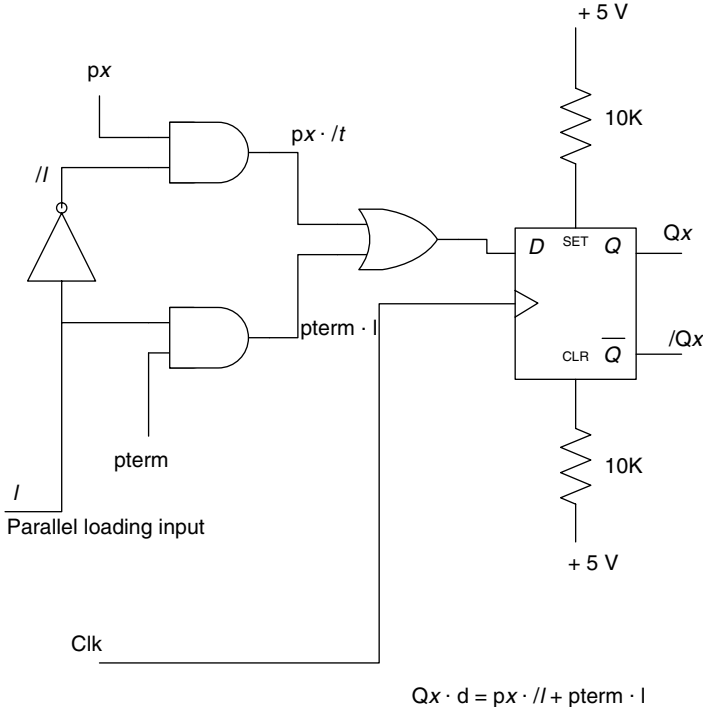 + 5 V
px
10K
px · /t
/l
D
SET
Q
Qx
pterm · l
CLR
Q
/Qx
pterm
10K
l
Parallel loading input
+ 5 V
Clk
Qx · d = px · /l + pterm · l